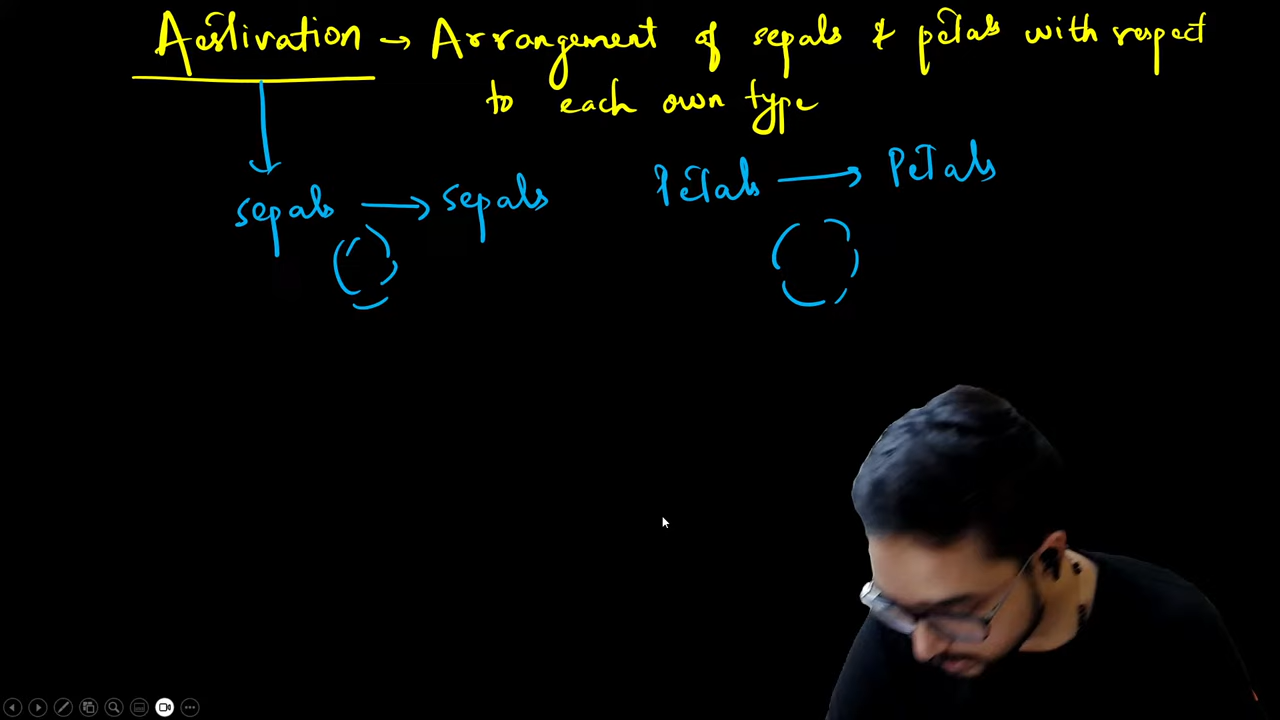 Aestivation → Arrangement of sepals & petals with respect
to each own type
sepals → sepals
Petals → Petals